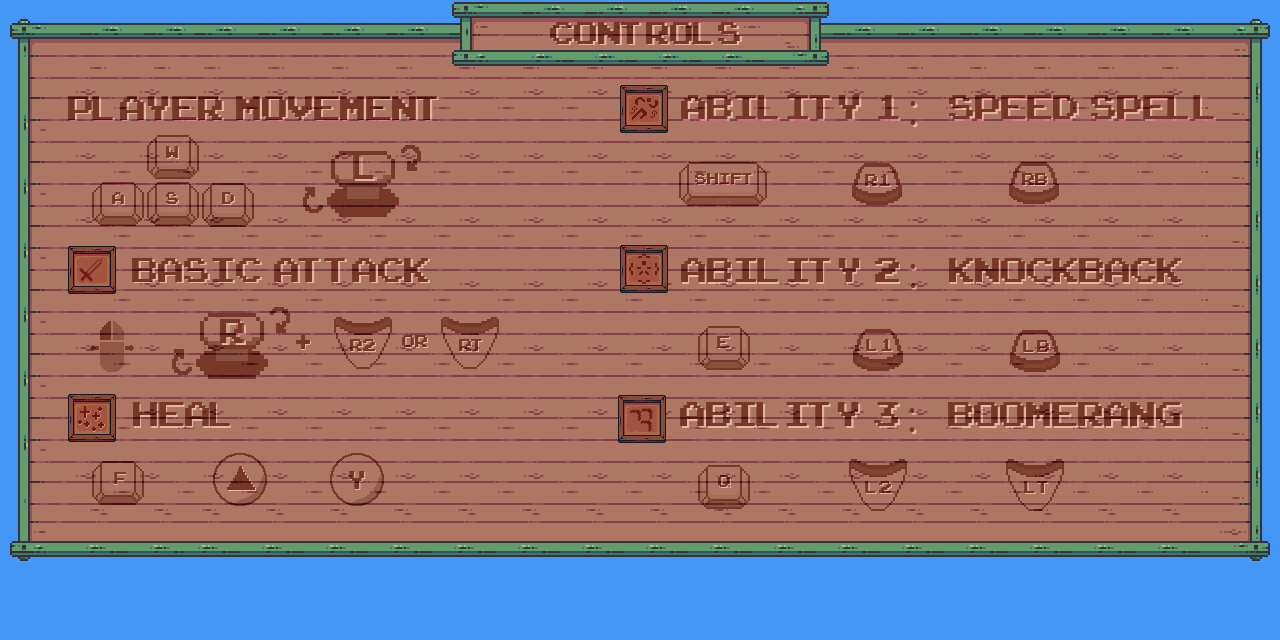 CONTROLS
PLAYER MOVEMENT
W
A S D
L
BASIC ATTACK
R + R2 OR RT
HEAL
F Y
ABILITY 1: SPEED SPELL
SHIFT R1 RB
ABILITY 2: KNOCKBACK
E L1 LB
ABILITY 3: BOOMERANG
Q L2 LT